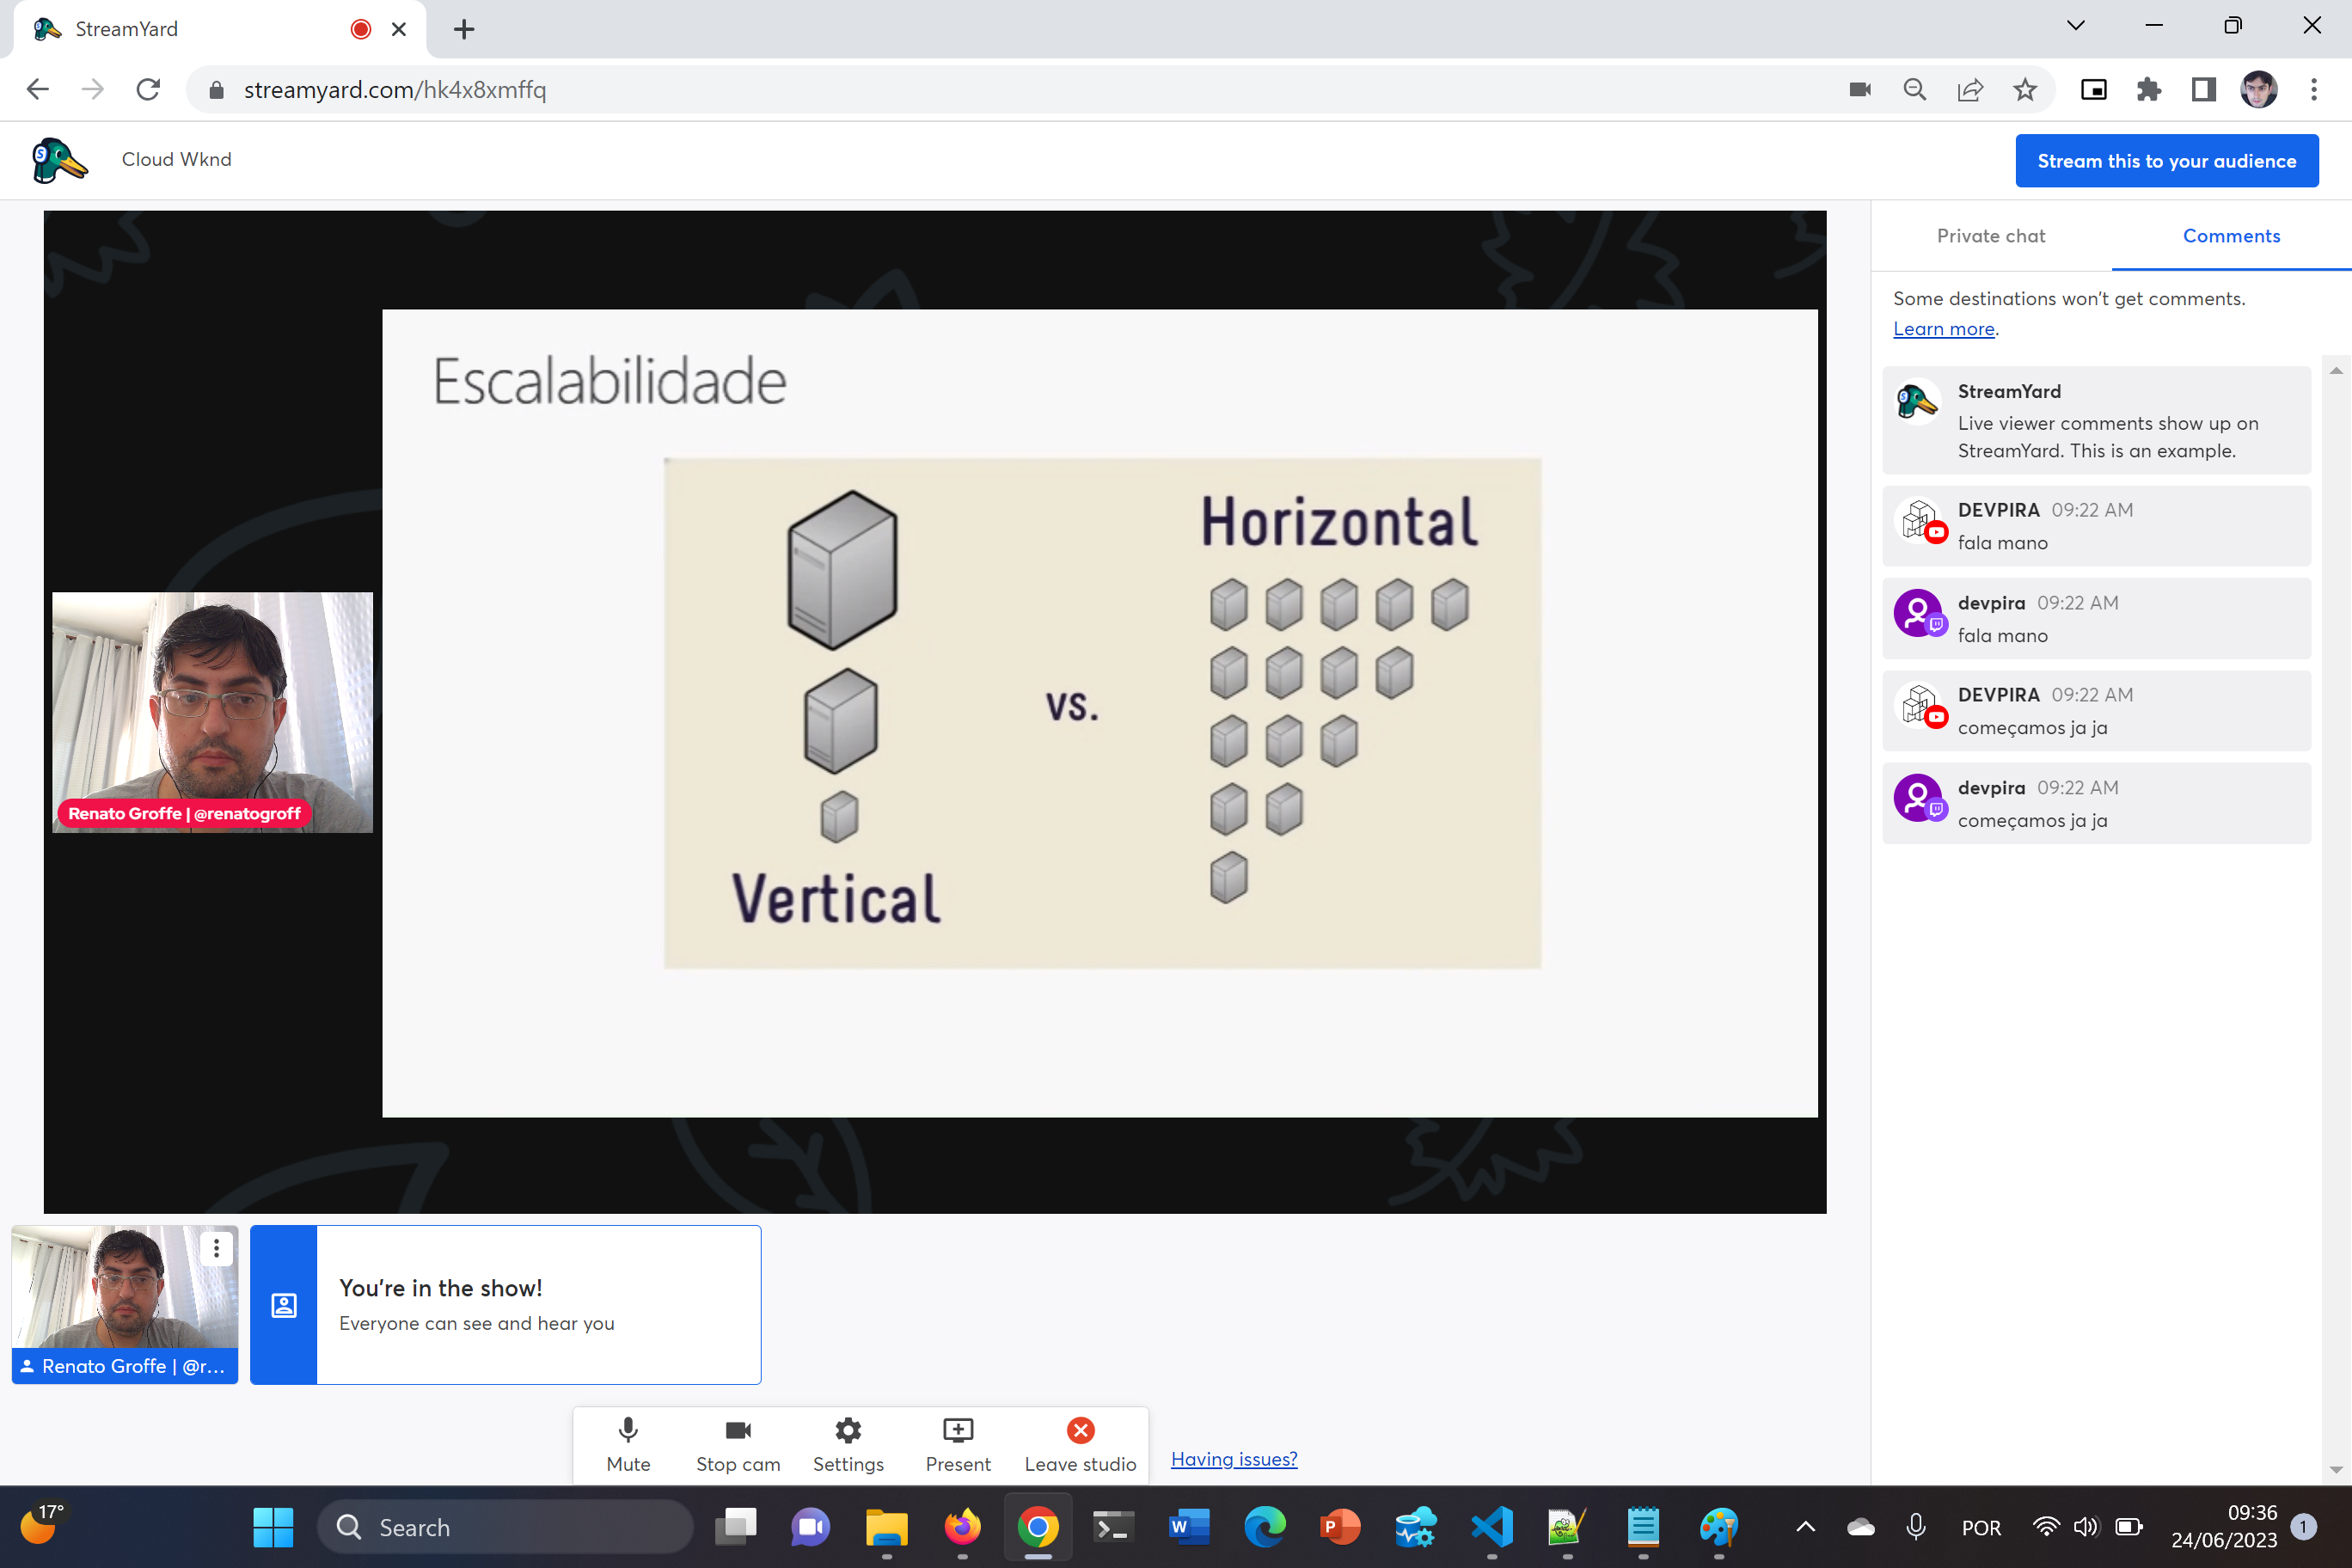 StreamYard
streamyard.com/hk4x8xmffq
Cloud Wknd
Stream this to your audience
Escalabilidade
Horizontal
vs.
Vertical
Renato Groffe | @renatogroff
Private chat
Comments
Some destinations won't get comments.
Learn more.
StreamYard
Live viewer comments show up on
StreamYard. This is an example.
DEVPIRA 09:22 AM
fala mano
devpira 09:22 AM
fala mano
DEVPIRA 09:22 AM
começamos ja ja
devpira 09:22 AM
começamos ja ja
Renato Groffe | @r...
You're in the show!
Everyone can see and hear you
Mute
Stop cam
Settings
Present
Leave studio
Having issues?
17°
Search
POR
09:36
24/06/2023
1